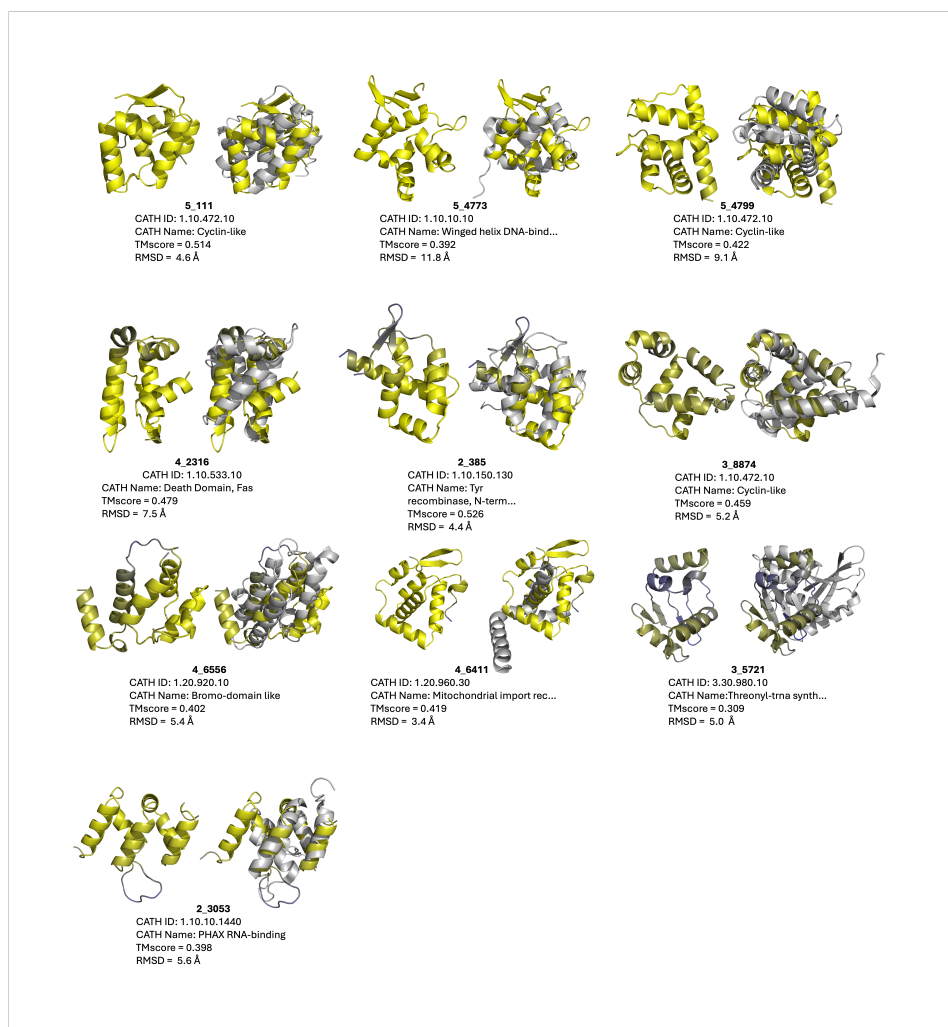 5_111
CATH ID: 1.10.472.10
CATH Name: Cyclin-like
TMscore = 0.514
RMSD = 4.6 Å
5_4773
CATH ID: 1.10.10.10
CATH Name: Winged helix DNA-bind...
TMscore = 0.392
RMSD = 11.8 Å
5_4799
CATH ID: 1.10.472.10
CATH Name: Cyclin-like
TMscore = 0.422
RMSD = 9.1 Å
4_2316
CATH ID: 1.10.533.10
CATH Name: Death Domain, Fas
TMscore = 0.479
RMSD = 7.5 Å
2_385
CATH ID: 1.10.150.130
CATH Name: Tyr
recombinase, N-term...
TMscore = 0.526
RMSD = 4.4 Å
3_8874
CATH ID: 1.10.472.10
CATH Name: Cyclin-like
TMscore = 0.459
RMSD = 5.2 Å
4_6556
CATH ID: 1.20.920.10
CATH Name: Bromo-domain like
TMscore = 0.402
RMSD = 5.4 Å
4_6411
CATH ID: 1.20.960.30
CATH Name: Mitochondrial import rec...
TMscore = 0.419
RMSD = 3.4 Å
3_5721
CATH ID: 3.30.980.10
CATH Name:Threonyl-trna synth...
TMscore = 0.309
RMSD = 5.0 Å
2_3053
CATH ID: 1.10.10.1440
CATH Name: PHAX RNA-binding
TMscore = 0.398
RMSD = 5.6 Å